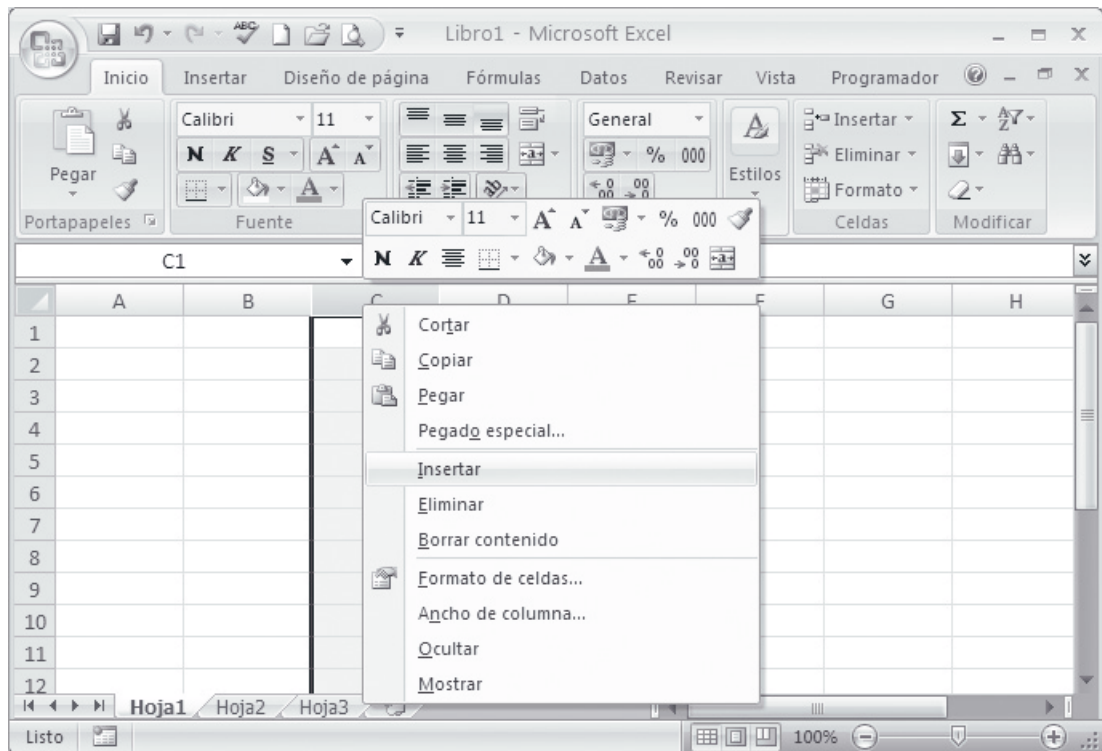 Libro1 - Microsoft Excel
Inicio Insertar Diseño de página Fórmulas Datos Revisar Vista Programador
Calibri 11 General Insertar Σ
N K S A A % 000 Eliminar
Pegar Estilos Formato
Portapapeles Fuente Celdas Modificar
Calibri 11 A A % 000
N K A
C1
A B C D E F G H
1
2
3
4
5
6
7
8
9
10
11
12
Cortar
Copiar
Pegar
Pegado especial...
Insertar
Eliminar
Borrar contenido
Formato de celdas...
Ancho de columna...
Ocultar
Mostrar
Hoja1 Hoja2 Hoja3
Listo 100%